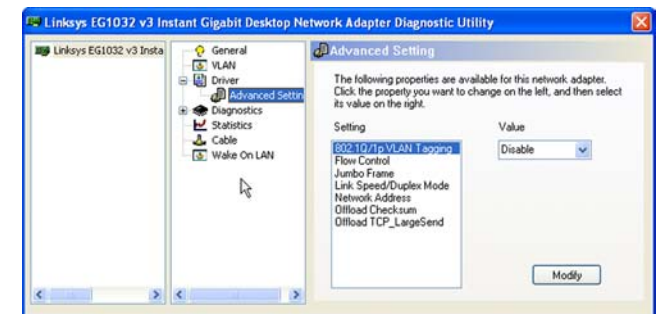 Linksys EG1032 v3 Instant Gigabit Desktop Network Adapter Diagnostic Utility
Linksys EG1032 v3 Insta
General
VLAN
Driver
Advanced Settin
Diagnostics
Statistics
Cable
Wake On LAN
Advanced Setting
The following properties are available for this network adapter.
Click the property you want to change on the left, and then select
its value on the right.
Setting
Value
802.1Q/1p VLAN Tagging
Disable
Flow Control
Jumbo Frame
Link Speed/Duplex Mode
Network Address
Offload Checksum
Offload TCP_LargeSend
Modify